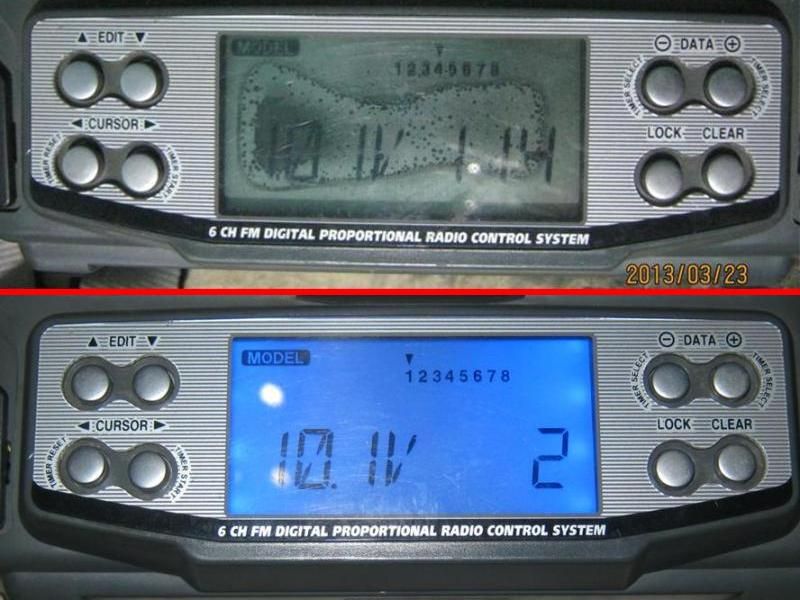 ▲ EDIT ▼
MODEL
▼
⊖ DATA ⊕
12345678
TIMER SELECT
TIMER SELECT
◄ CURSOR ►
LOCK CLEAR
TIMER RESET
TIMER START
10.1V 1.14
6 CH FM DIGITAL PROPORTIONAL RADIO CONTROL SYSTEM
2013/03/23
▲ EDIT ▼
MODEL
▼
⊖ DATA ⊕
12345678
TIMER SELECT
TIMER SELECT
◄ CURSOR ►
LOCK CLEAR
TIMER RESET
TIMER START
10.1V 2
6 CH FM DIGITAL PROPORTIONAL RADIO CONTROL SYSTEM